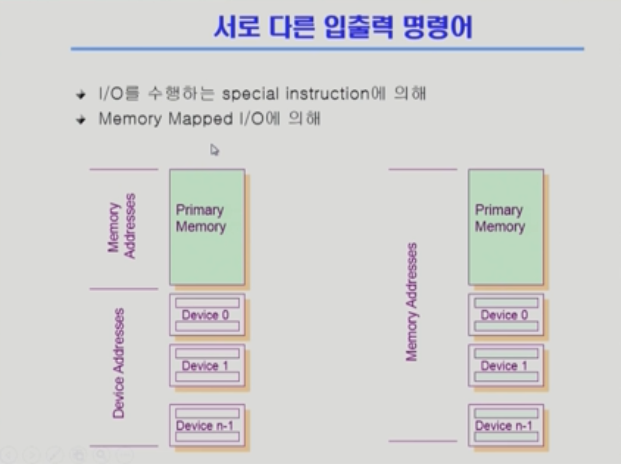 서로 다른 입출력 명령어
I/O를 수행하는 special instruction에 의해
Memory Mapped I/O에 의해
Memory
Addresses
Primary
Memory
Device Addresses
Device 0
Device 1
Device n-1
Memory Addresses
Primary
Memory
Device 0
Device 1
Device n-1